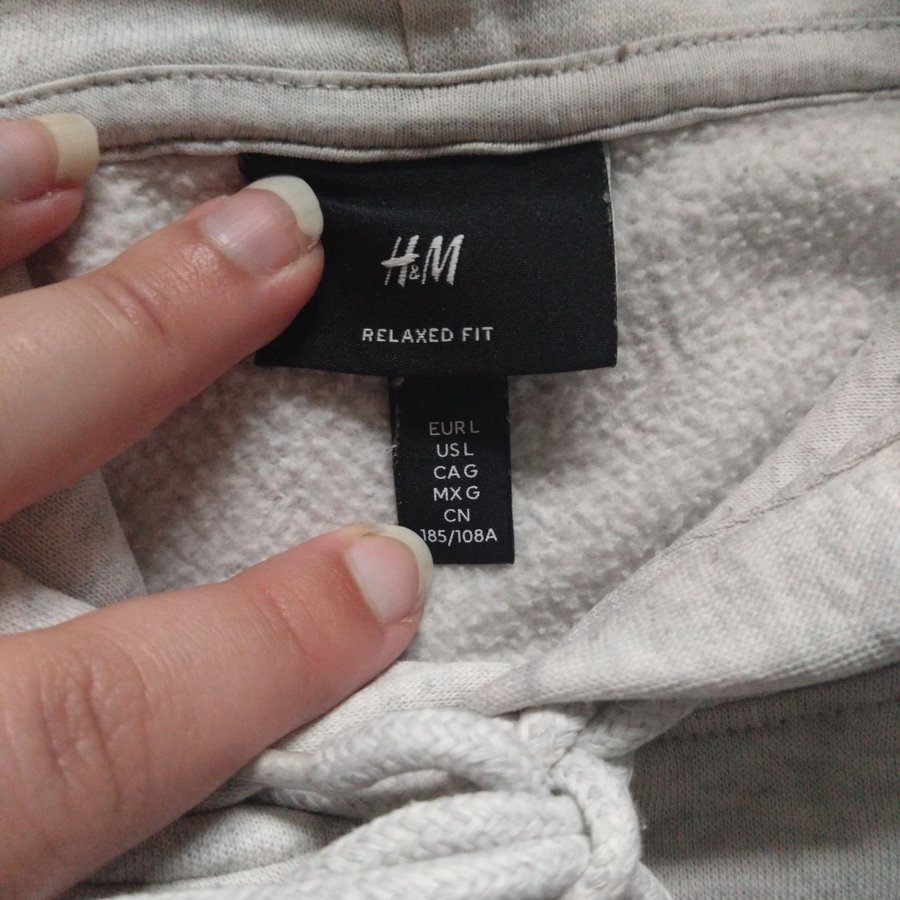 H&M
RELAXED FIT
EUR L
US L
CA G
MX G
CN
185/108A